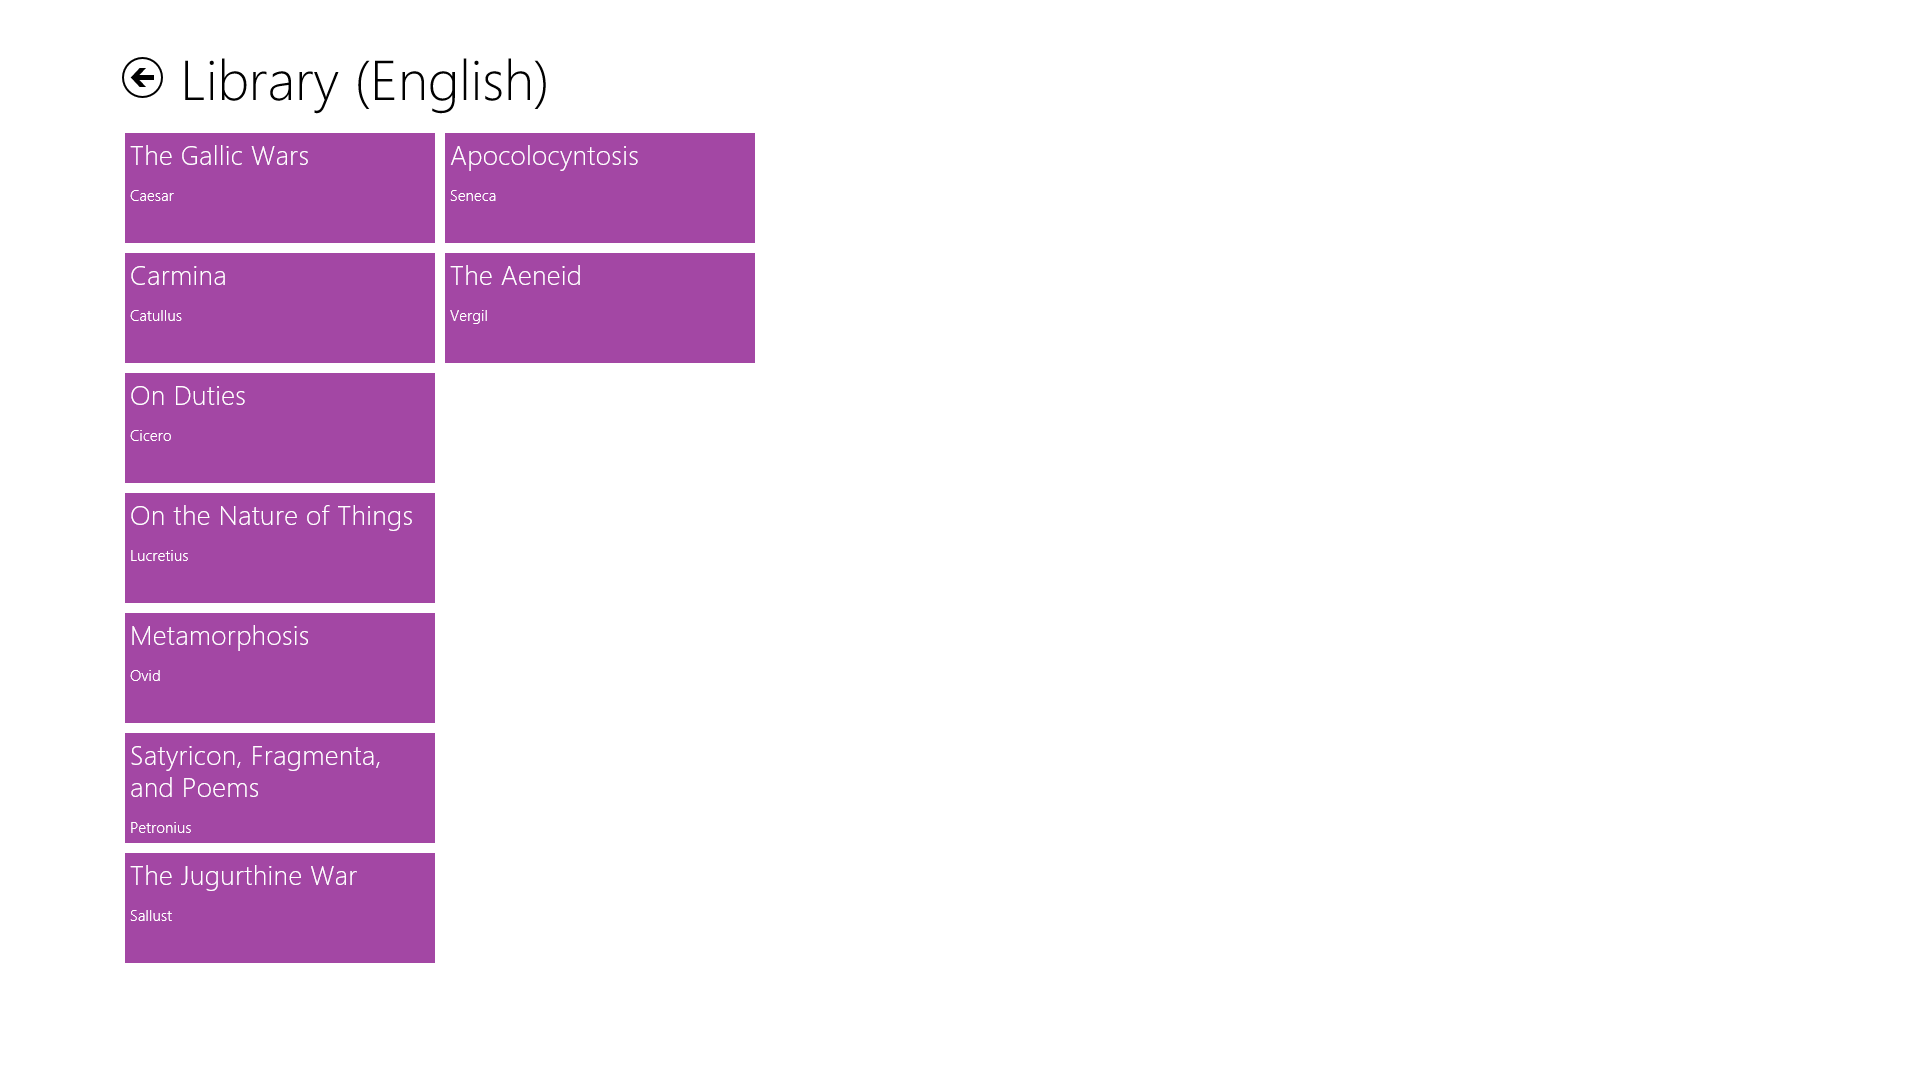 Library (English)
The Gallic Wars
Caesar
Carmina
Catullus
On Duties
Cicero
On the Nature of Things
Lucretius
Metamorphosis
Ovid
Satyricon, Fragmenta,
and Poems
Petronius
The Jugurthine War
Sallust
Apocolocyntosis
Seneca
The Aeneid
Vergil